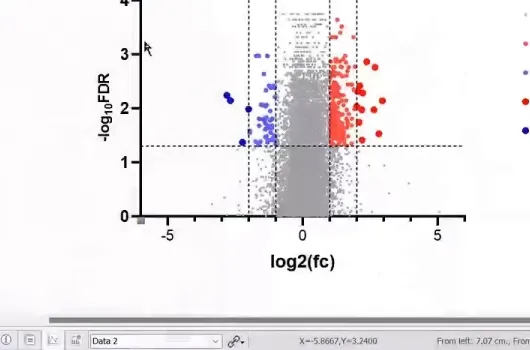 4
3
-log10FDR
2
1
0
-5
0
5
log2(fc)
Data 2
X=-5.8667,Y=3.2400
From left: 7.07 cm., Fro